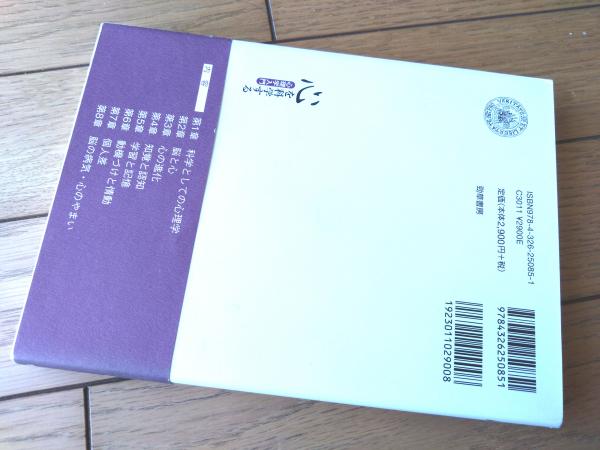 心を科学する
心理学入門
内容
第1章 科学としての心理学
第2章 脳と心
第3章 心の進化
第4章 知覚と認知
第5章 学習と記憶
第6章 動機づけと情動
第7章 個人差
第8章 脳の病気・心のやまい
ISBN978-4-326-25085-1
C3011 ¥2900E
定価(本体2,900円+税)
勁草書房
9784326250851
1923011029008